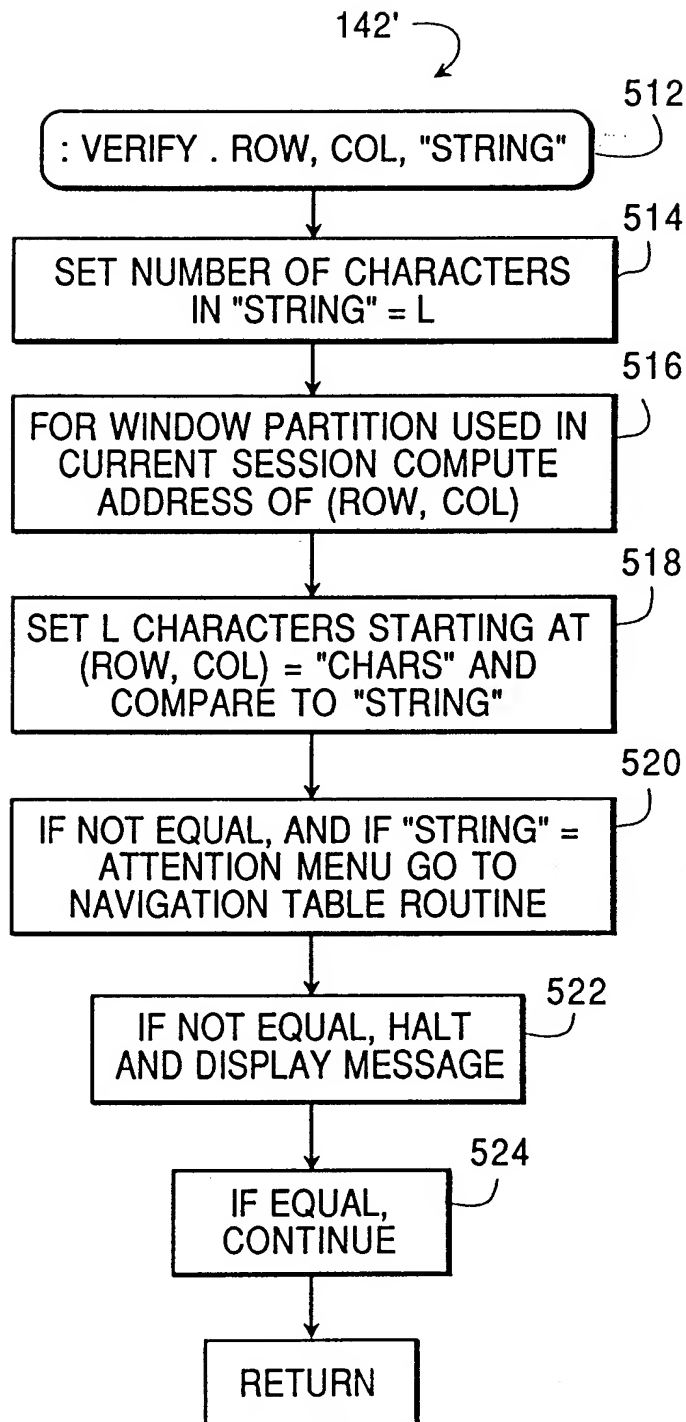 142'
512
: VERIFY . ROW, COL, "STRING"
514
SET NUMBER OF CHARACTERS
IN "STRING" = L
516
FOR WINDOW PARTITION USED IN
CURRENT SESSION COMPUTE
ADDRESS OF (ROW, COL)
518
SET L CHARACTERS STARTING AT
(ROW, COL) = "CHARS" AND
COMPARE TO "STRING"
520
IF NOT EQUAL, AND IF "STRING" =
ATTENTION MENU GO TO
NAVIGATION TABLE ROUTINE
522
IF NOT EQUAL, HALT
AND DISPLAY MESSAGE
524
IF EQUAL,
CONTINUE
RETURN